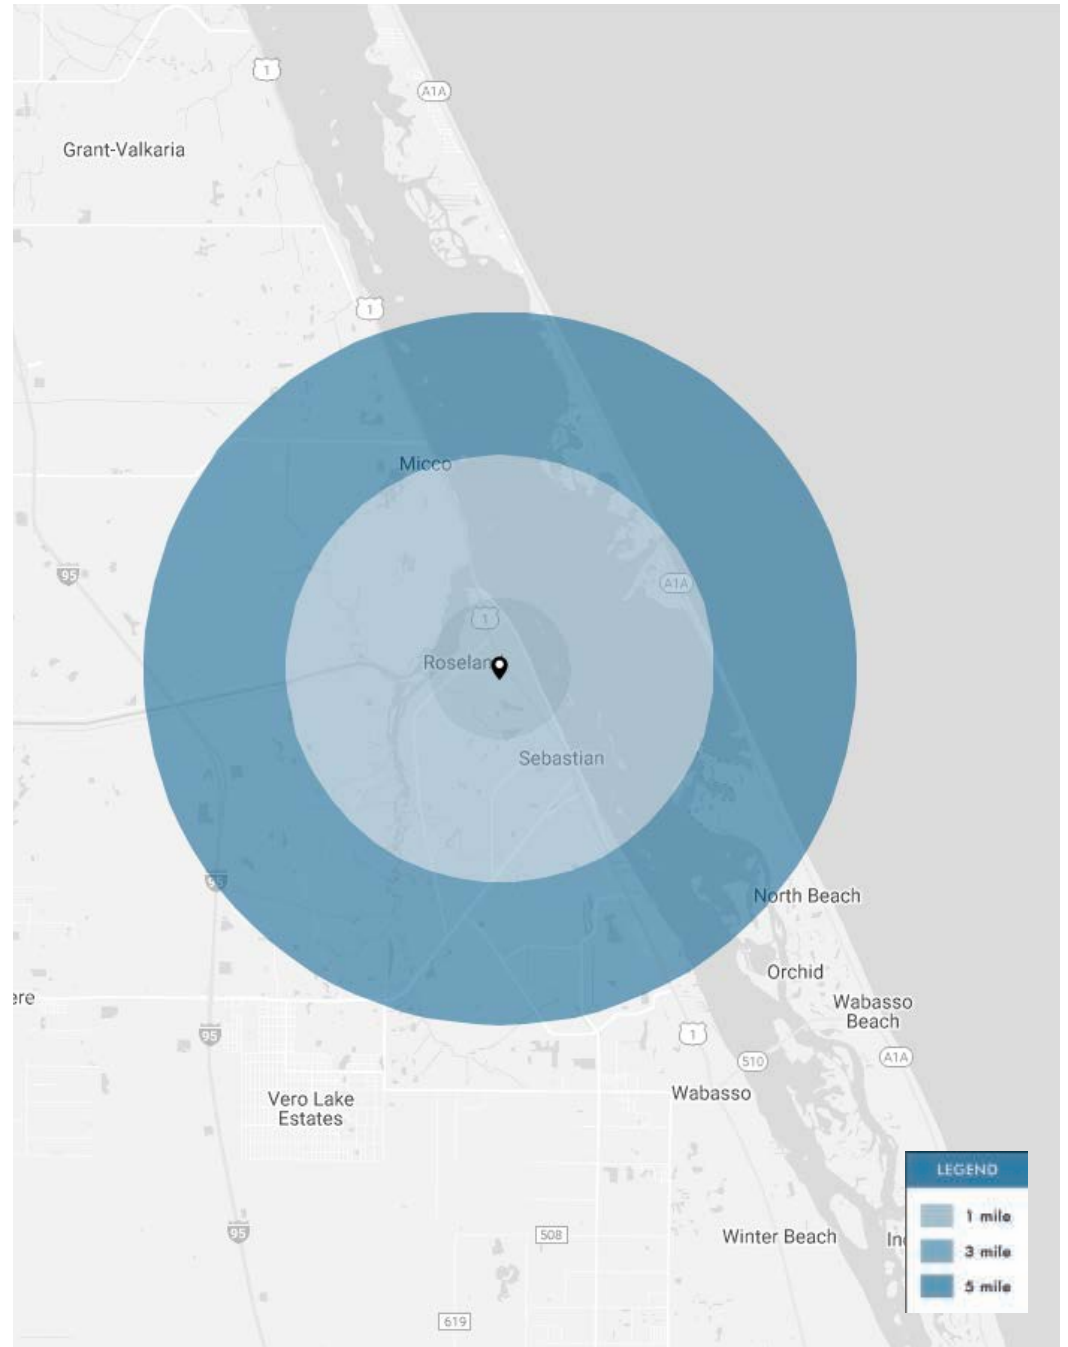 1
A1A
Grant-Valkaria
1
Micco
95
A1A
1
Sebastian
95
North Beach
Orchid
ere
Wabasso
Beach
95
1
510
A1A
Wabasso
Vero Lake
Estates
LEGEND
1 mile
3 mile
5 mile
95
508
Winter Beach
619